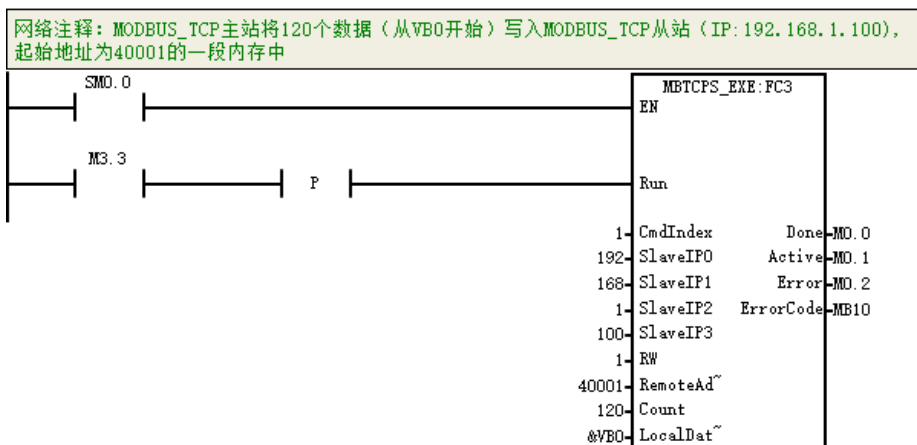 网络注释：MODBUS_TCP主站将120个数据（从VB0开始）写入MODBUS_TCP从站（IP:192.168.1.100),
起始地址为40001的一段内存中
SM0.0
MBTCPS_EXE:FC3
EN
M3.3
P
Run
1 CmdIndex Done M0.0
192 SlaveIP0 Active M0.1
168 SlaveIP1 Error M0.2
1 SlaveIP2 ErrorCode MB10
100 SlaveIP3
1 RW
40001 RemoteAd~
120 Count
&VB0 LocalDat~